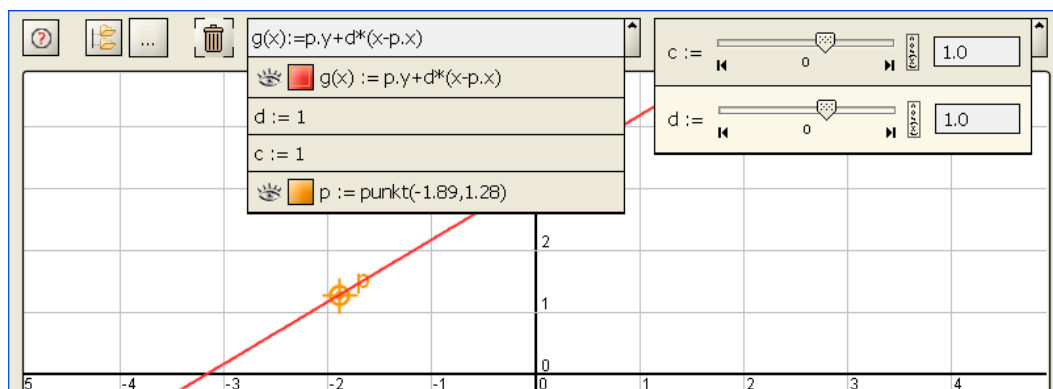 ...
g(x):=p.y+d*(x-p.x)
g(x) := p.y+d*(x-p.x)
d := 1
c := 1
p := punkt(-1.89,1.28)
c :=
0
1.0
d :=
0
1.0
2
p
1
0
5 -4 -3 -2 -1 0 1 2 3 4